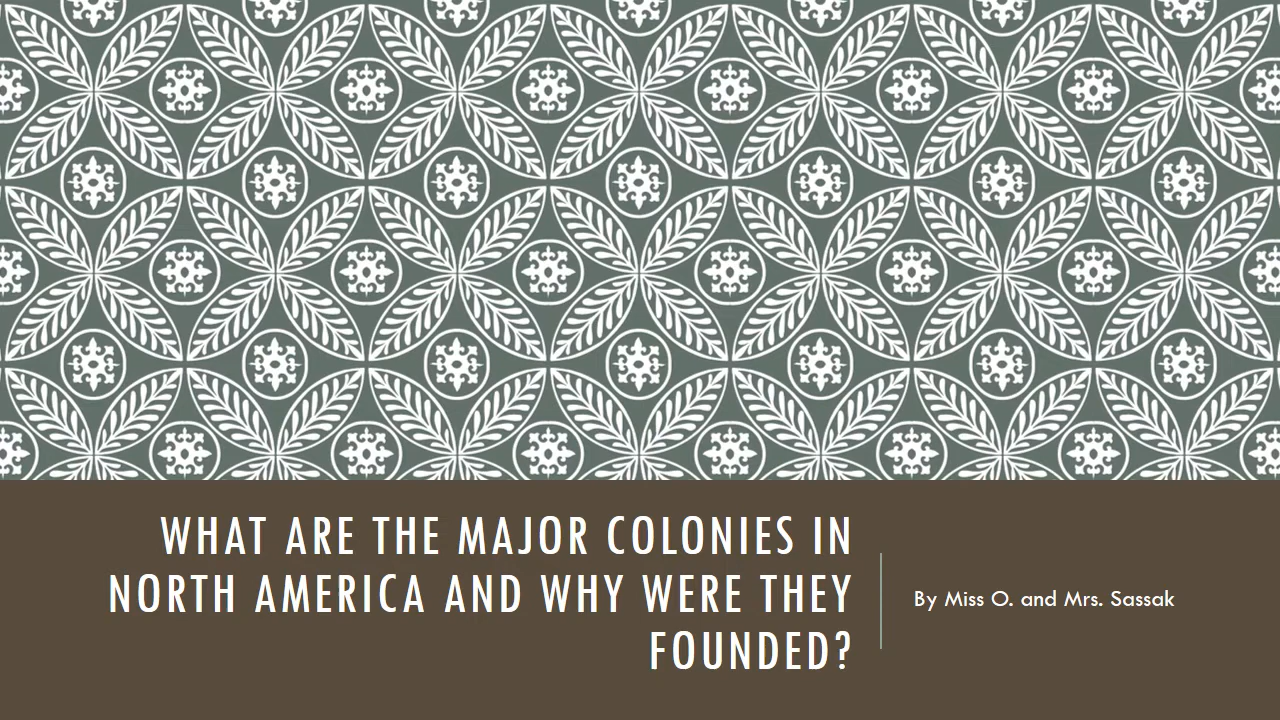 WHAT ARE THE MAJOR COLONIES IN
NORTH AMERICA AND WHY WERE THEY
FOUNDED?
By Miss O. and Mrs. Sassak